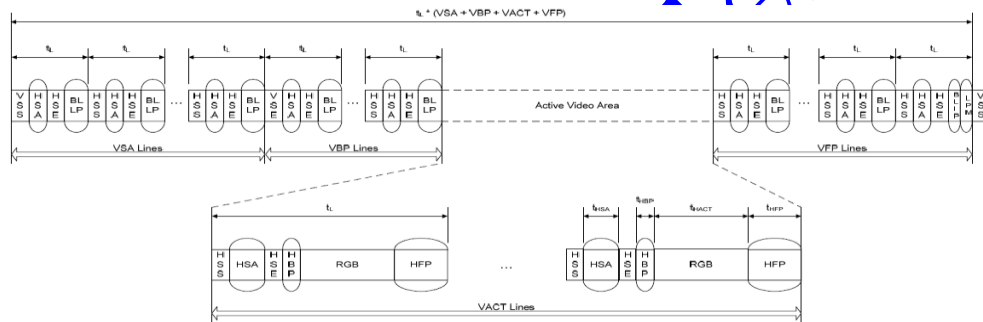 tL * (VSA + VBP + VACT + VFP)
tL tL tL tL tL tL tL tL
VSS HSA HSE BLLP HSS HSA HSE BLLP ... HSS HSA HSE BLLP VSE HSA HSE BLLP ... HSS HSA HSE BLLP Active Video Area HSS HSA HSE BLLP ... HSS HSA HSE BLLP HSS HSA HSE BLLP LPM VSS
VSA Lines VBP Lines VFP Lines
tL tHSA tHBP tHACT tHFP
HSS HSA HSE HBP RGB HFP ... HSS HSA HSE HBP RGB HFP
VACT Lines